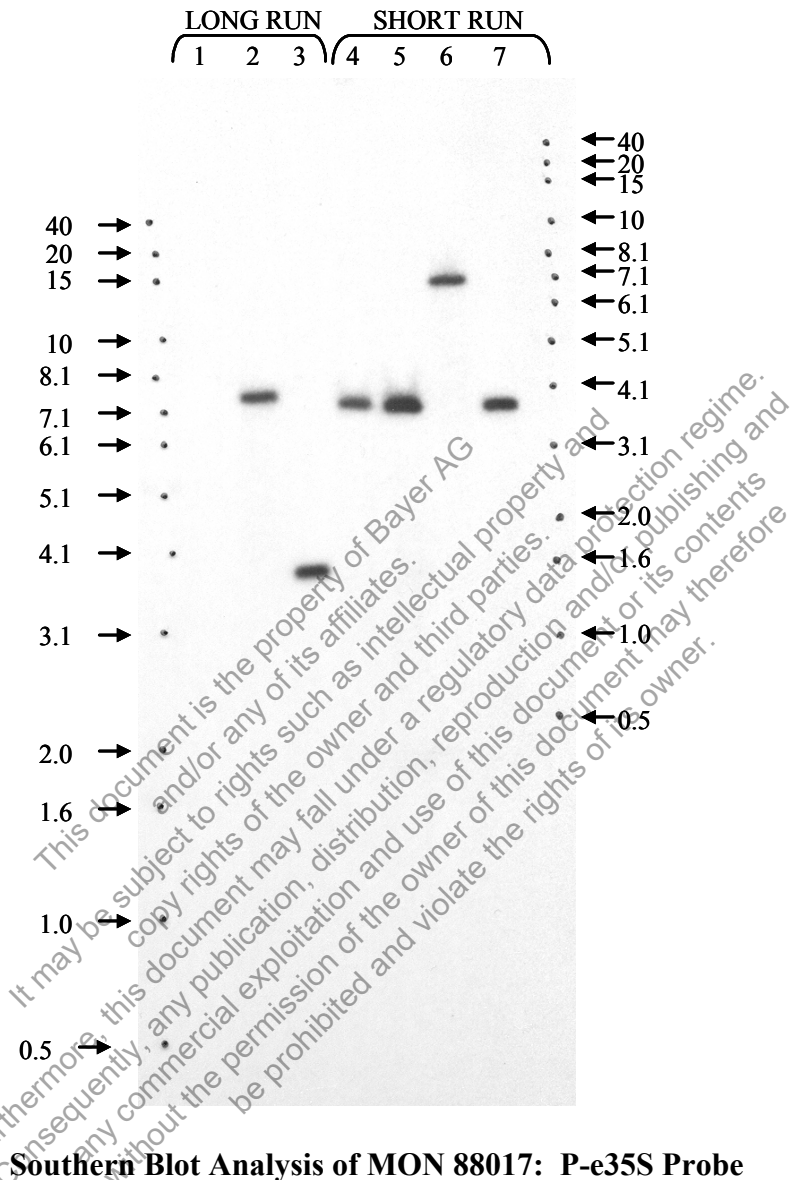 LONG RUN SHORT RUN
1 2 3 4 5 6 7
40
20
15
10
8.1
7.1
6.1
5.1
4.1
3.1
2.0
1.6
1.0
0.5
40
20
15
10
8.1
7.1
6.1
5.1
4.1
3.1
2.0
1.6
1.0
0.5
This document is the property of Bayer AG
and/or any of its affiliates.
It may be subject to rights such as intellectual property and
copy rights of the owner and third parties.
this document may fall under a regulatory data protection regime.
Consequently, any publication, distribution, reproduction and/or publishing and
any commercial exploitation and use of this document or its contents
without the permission of the owner of this document may therefore
be prohibited and violate the rights of its owner.
Southern Blot Analysis of MON 88017: P-e35S Probe